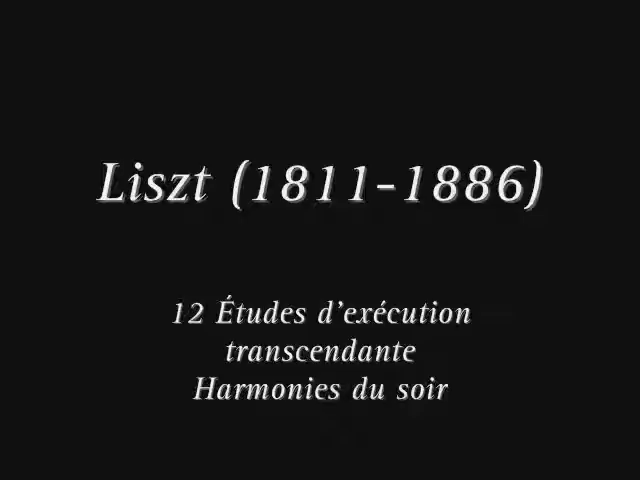 Liszt (1811-1886)
12 Études d’exécution
transcendante
Harmonies du soir